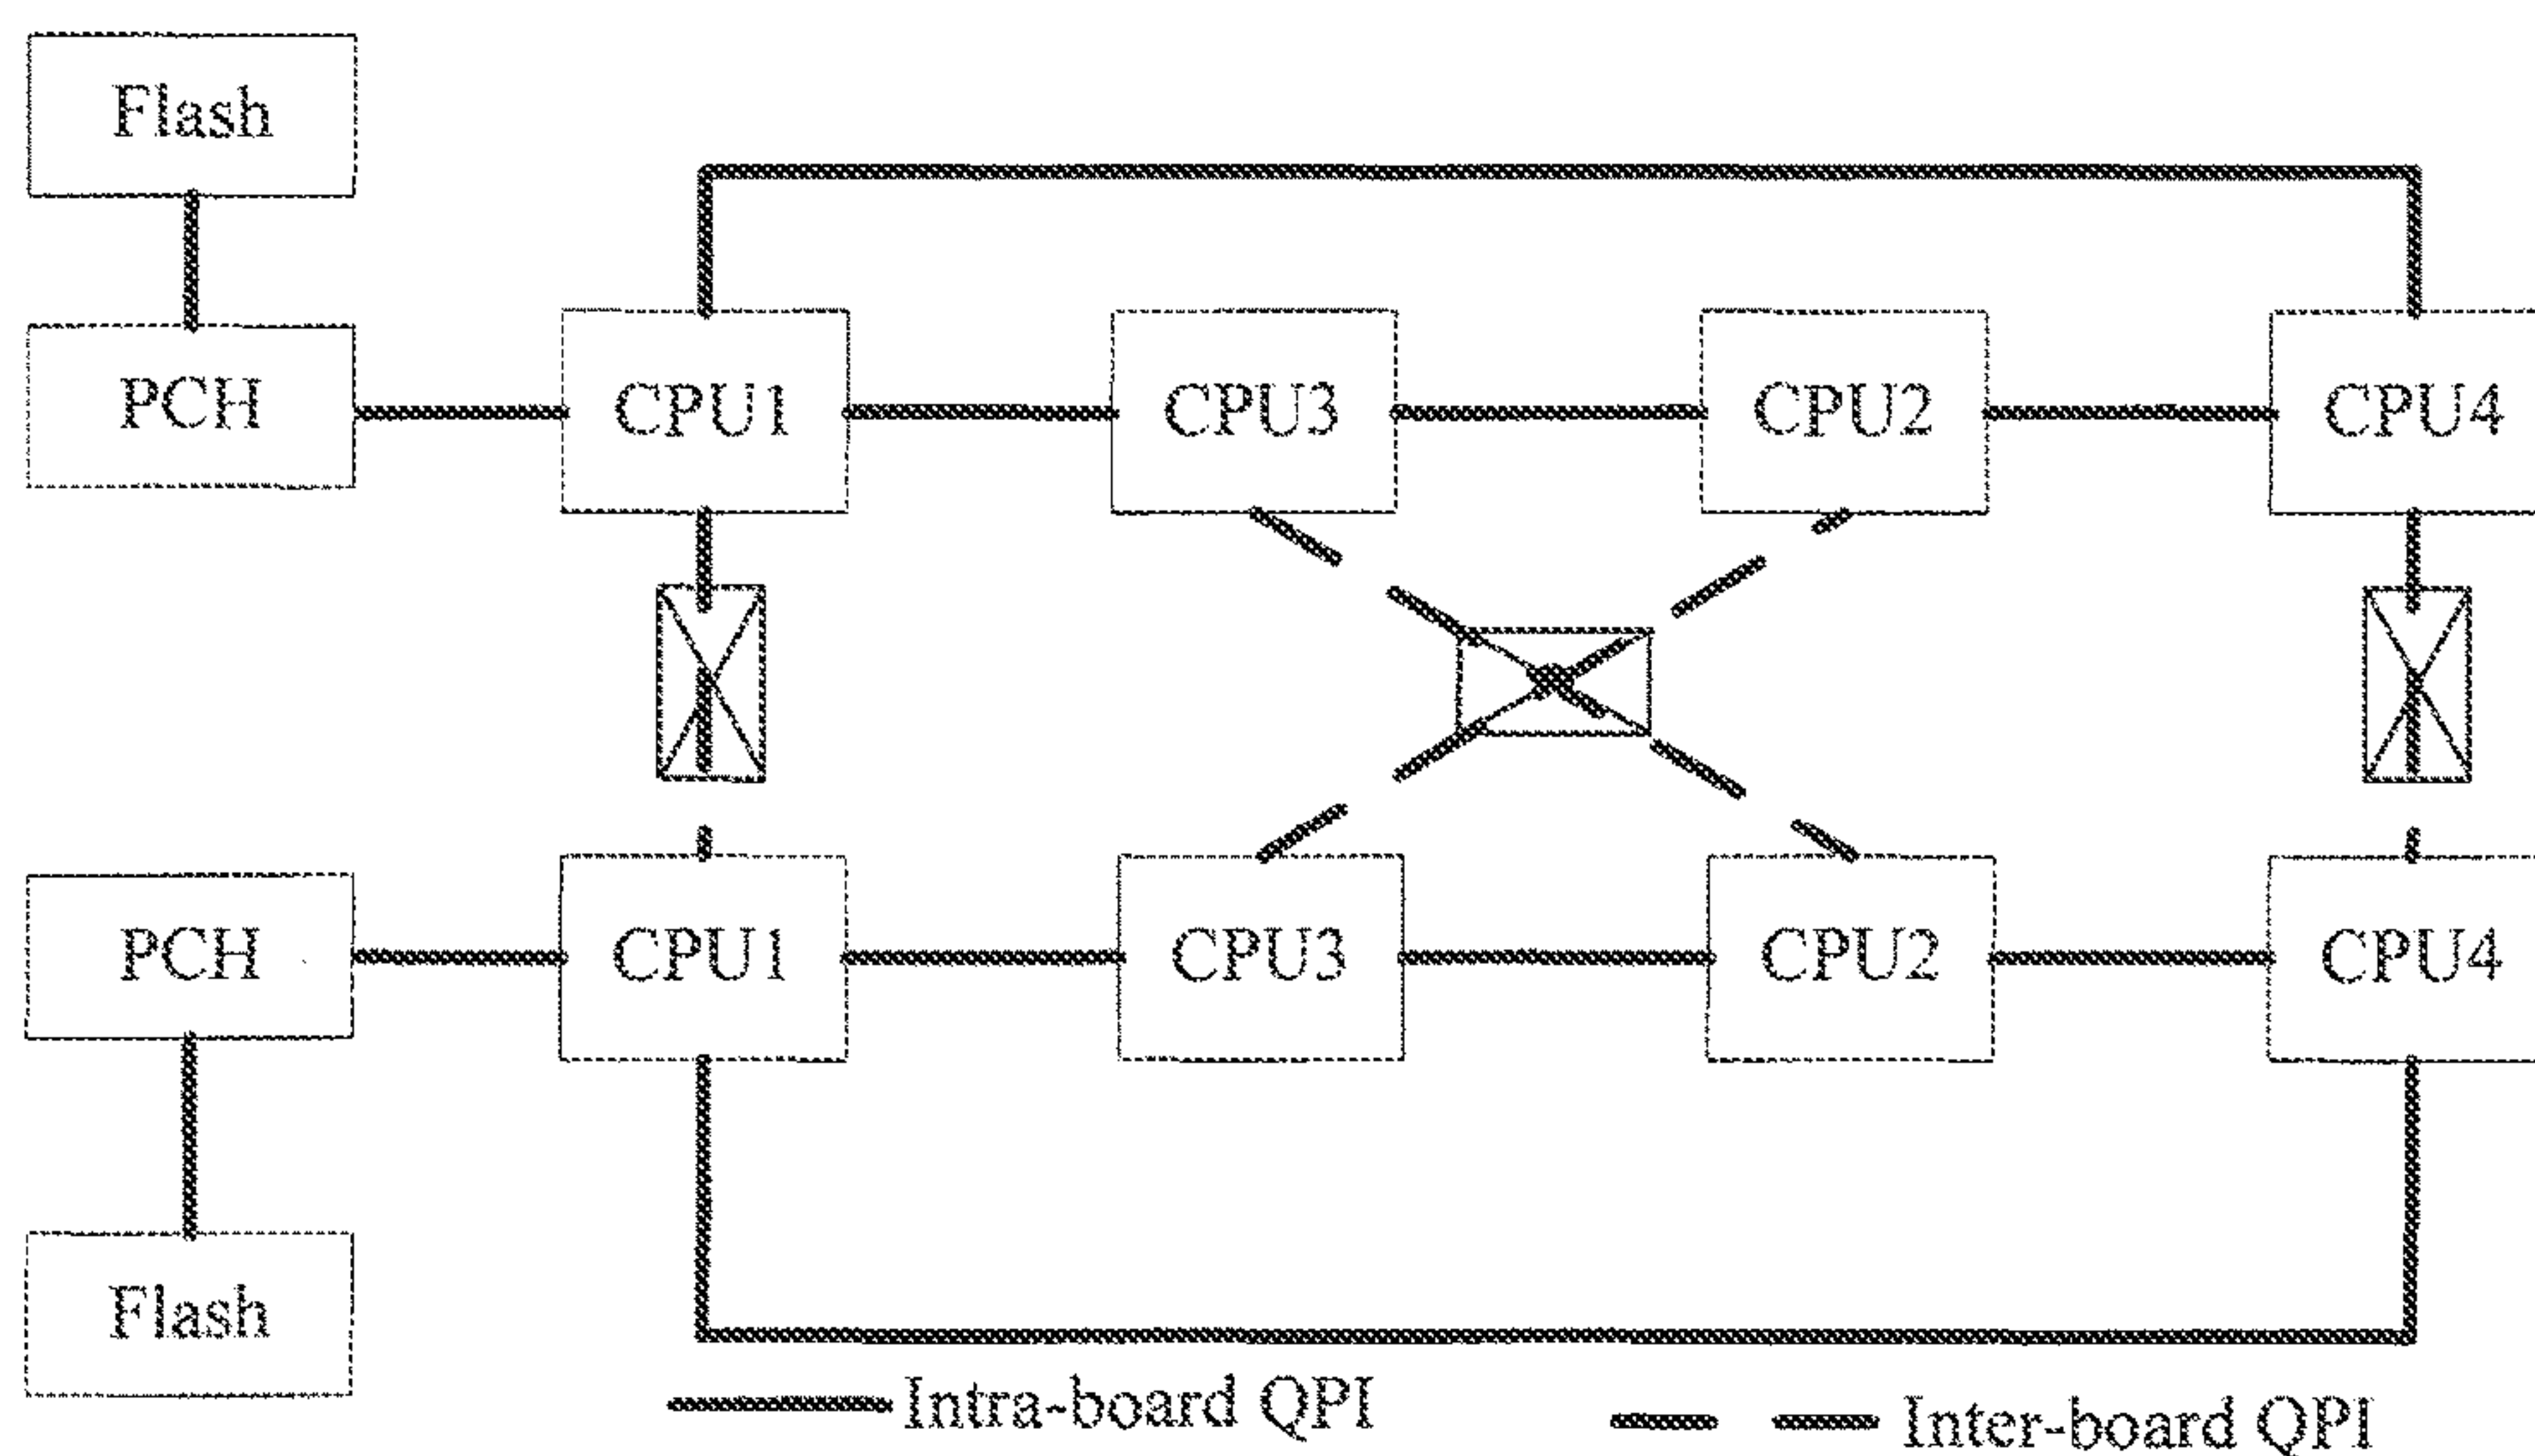 Flash
PCH CPU1 CPU3 CPU2 CPU4
PCH CPU1 CPU3 CPU2 CPU4
Flash
Intra-board QPI
Inter-board QPI